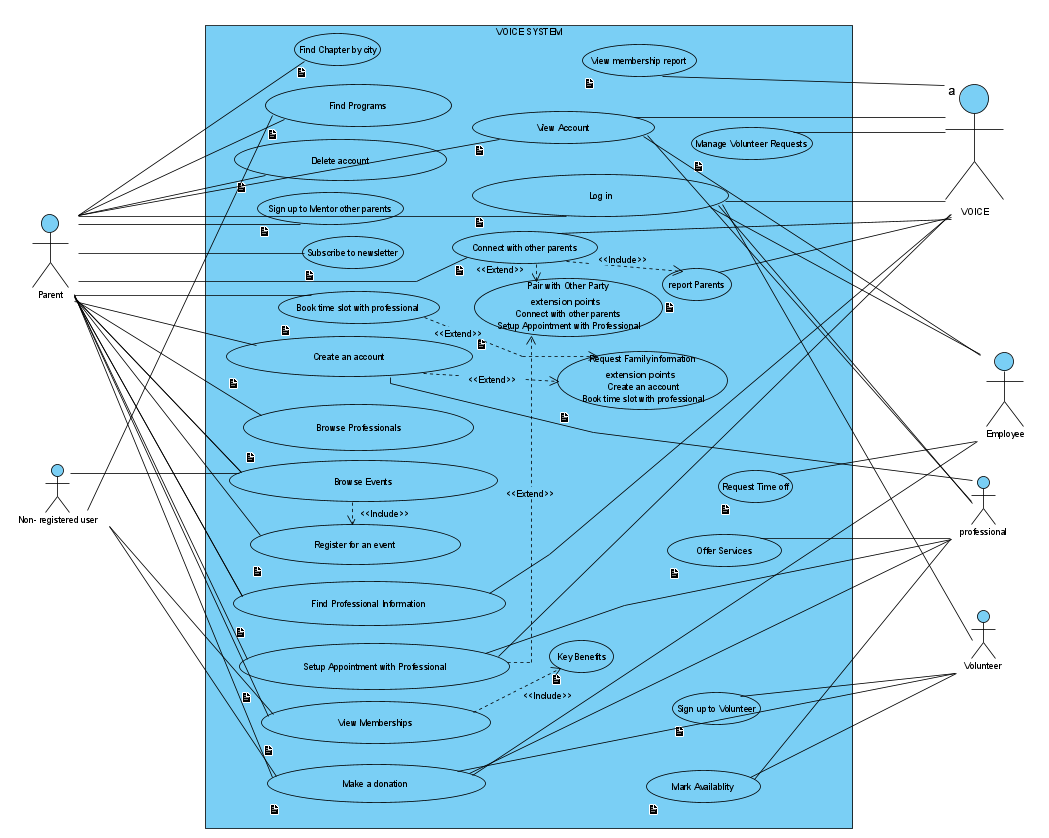 VOICE SYSTEM
Find Chapter by city
View membership report
a
Find Programs
View Account
Manage Volunteer Requests
Delete account
Log in
Sign up to Mentor other parents
VOICE
Connect with other parents
Subscribe to newsletter
<<Include>>
<<Extend>>
report Parents
Parent
Pair with Other Party
extension points
Connect with other parents
Setup Appointment with Professional
Book time slot with professional
<<Extend>>
Create an account
Request Family information
extension points
Create an account
Book time slot with professional
<<Extend>>
Browse Professionals
Employee
Browse Events
Request Time off
<<Extend>>
<<Include>>
Non- registered user
professional
Register for an event
Offer Services
Find Professional Information
Key Benefits
Setup Appointment with Professional
Volunteer
<<Include>>
View Memberships
Sign up to Volunteer
Make a donation
Mark Availablity